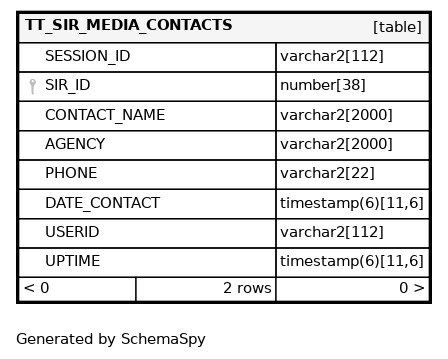 TT_SIR_MEDIA_CONTACTS [table]
SESSION_ID varchar2[112]
SIR_ID number[38]
CONTACT_NAME varchar2[2000]
AGENCY varchar2[2000]
PHONE varchar2[22]
DATE_CONTACT timestamp(6)[11,6]
USERID varchar2[112]
UPTIME timestamp(6)[11,6]
< 0 2 rows 0 >
Generated by SchemaSpy